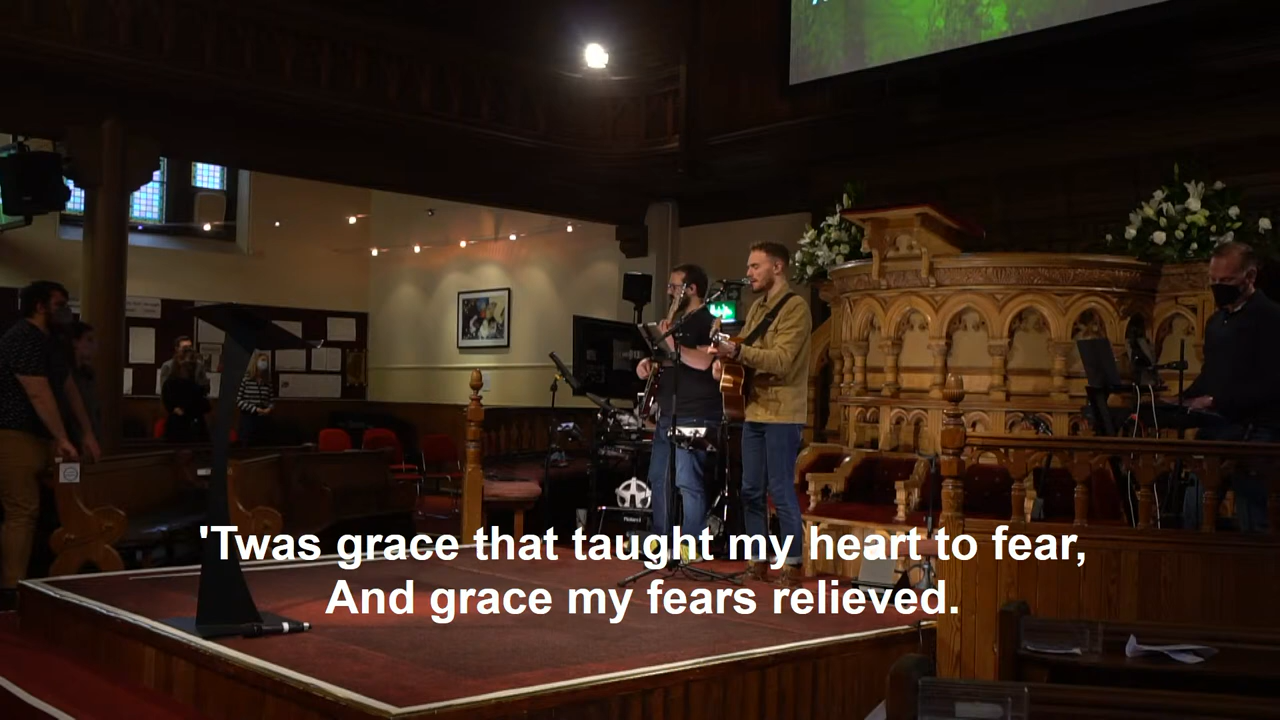 'Twas grace that taught my heart to fear,
And grace my fears relieved.